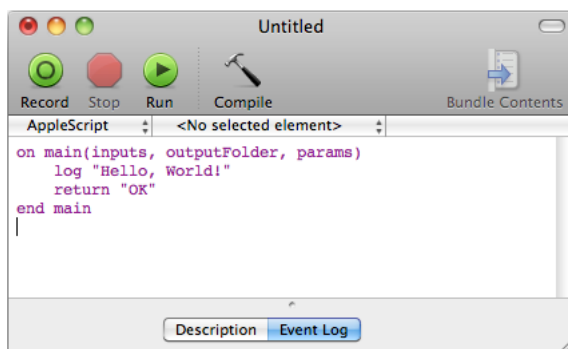 Untitled
Record Stop Run Compile Bundle Contents
AppleScript <No selected element>
on main(inputs, outputFolder, params)
    log "Hello, World!"
    return "OK"
end main
Description Event Log